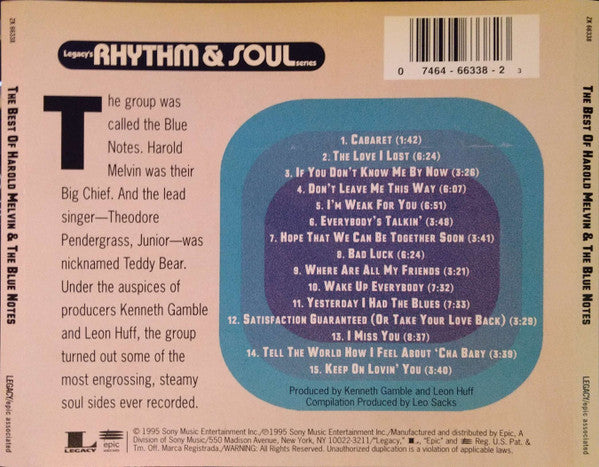 ZK 66338
THE BEST OF HAROLD MELVIN & THE BLUE NOTES
LEGACY/epic associated
Legacy's RHYTHM & SOUL series
0 7464-66338-2 3
The group was
called the Blue
Notes. Harold
Melvin was their
Big Chief. And the lead
singer—Theodore
Pendergrass, Junior—was
nicknamed Teddy Bear.
Under the auspices of
producers Kenneth Gamble
and Leon Huff, the group
turned out some of the
most engrossing, steamy
soul sides ever recorded.
1. CABARET (1:42)
2. THE LOVE I LOST (6:24)
3. IF YOU DON'T KNOW ME BY NOW (3:26)
4. DON'T LEAVE ME THIS WAY (6:07)
5. I'M WEAK FOR YOU (6:51)
6. EVERYBODY'S TALKIN' (3:48)
7. HOPE THAT WE CAN BE TOGETHER SOON (3:41)
8. BAD LUCK (6:24)
9. WHERE ARE ALL MY FRIENDS (3:21)
10. WAKE UP EVERYBODY (7:32)
11. YESTERDAY I HAD THE BLUES (7:33)
12. SATISFACTION GUARANTEED (OR TAKE YOUR LOVE BACK) (3:29)
13. I MISS YOU (8:37)
14. TELL THE WORLD HOW I FEEL ABOUT 'CHA BABY (3:39)
15. KEEP ON LOVIN' YOU (3:40)
Produced by Kenneth Gamble and Leon Huff
Compilation Produced by Leo Sacks
LEGACY
epic
© 1995 Sony Music Entertainment Inc./℗1995 Sony Music Entertainment Inc./Manufactured and distributed by Epic, A
Division of Sony Music/550 Madison Avenue, New York, NY 10022-3211/"Legacy," L, "Epic" and epic Reg. U.S. Pat. &
Tm. Off. Marca Registrada./WARNING: All Rights Reserved. Unauthorized duplication is a violation of applicable laws.
ZK 66338
THE BEST OF HAROLD MELVIN & THE BLUE NOTES
LEGACY/epic associated